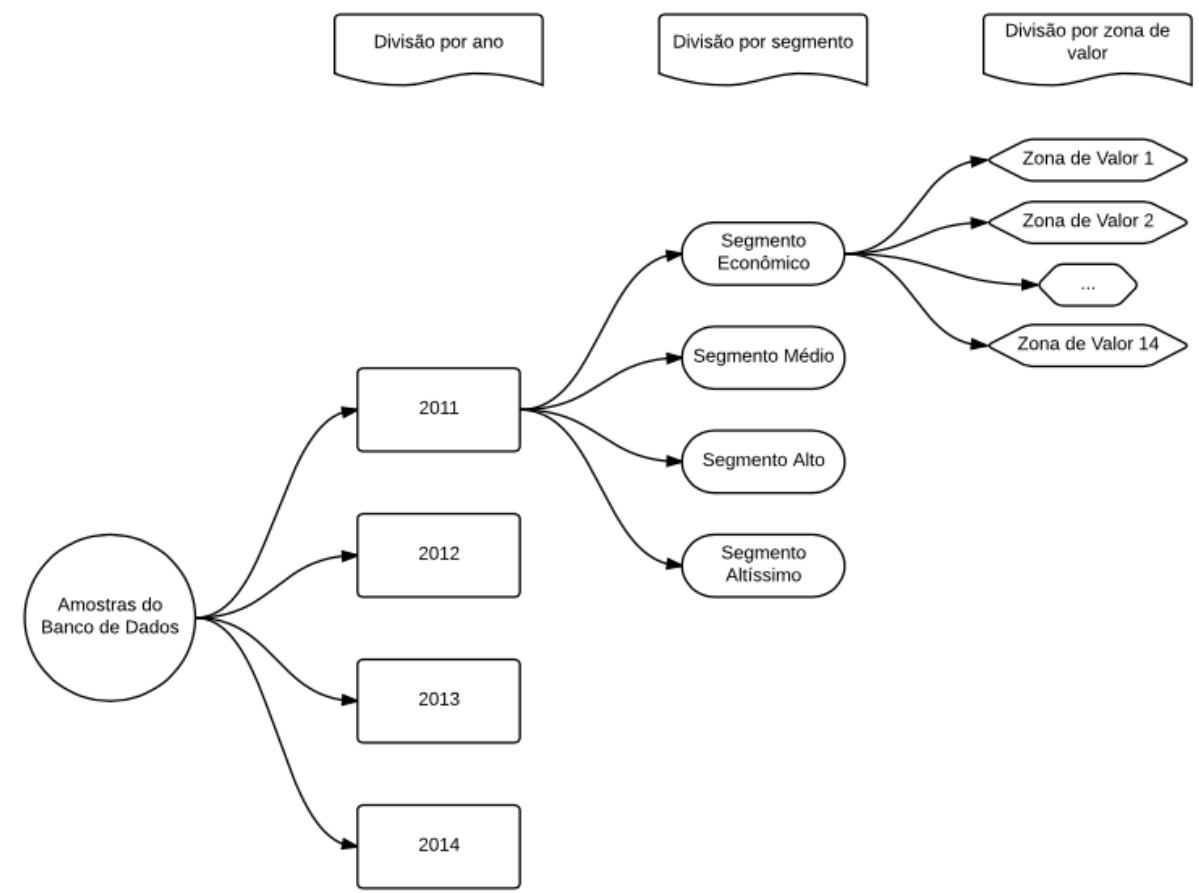 Divisão por ano
Divisão por segmento
Divisão por zona de
valor
Zona de Valor 1
Zona de Valor 2
...
Zona de Valor 14
Segmento
Econômico
Segmento Médio
Segmento Alto
Segmento
Altíssimo
2011
2012
2013
2014
Amostras do
Banco de Dados